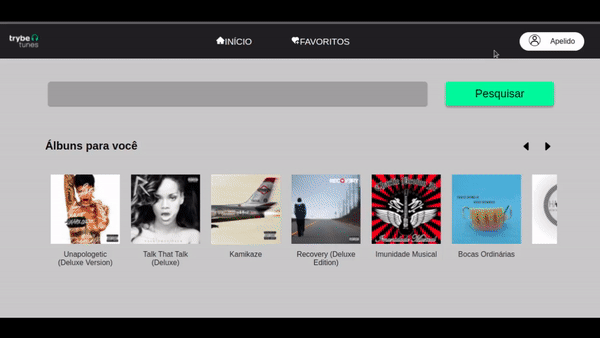 trybe
tunes
INÍCIO
FAVORITOS
Apelido
Pesquisar
Álbuns para você
RECOVERY
Unapologetic
(Deluxe Version)
Talk That Talk
(Deluxe)
Kamikaze
Recovery (Deluxe
Edition)
Imunidade Musical
Bocas Ordinárias